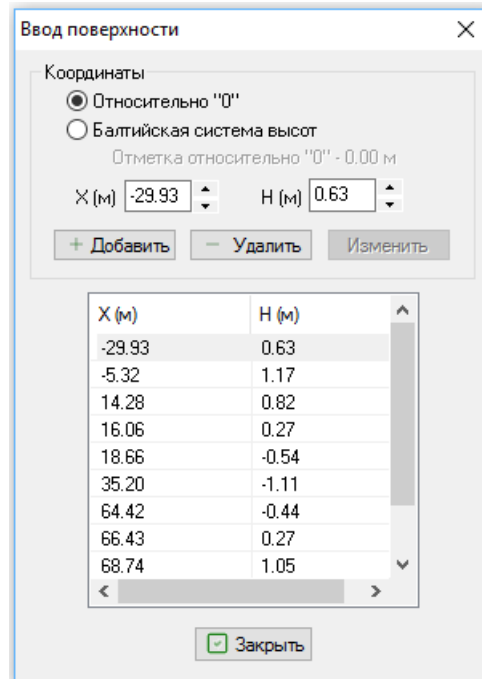 Ввод поверхности
Координаты
Относительно "0"
Балтийская система высот
Отметка относительно "0" - 0.00 м
X (м) -29.93 H (м) 0.63
+ Добавить − Удалить Изменить
X (м) H (м)
-29.93 0.63
-5.32 1.17
14.28 0.82
16.06 0.27
18.66 -0.54
35.20 -1.11
64.42 -0.44
66.43 0.27
68.74 1.05
Закрыть